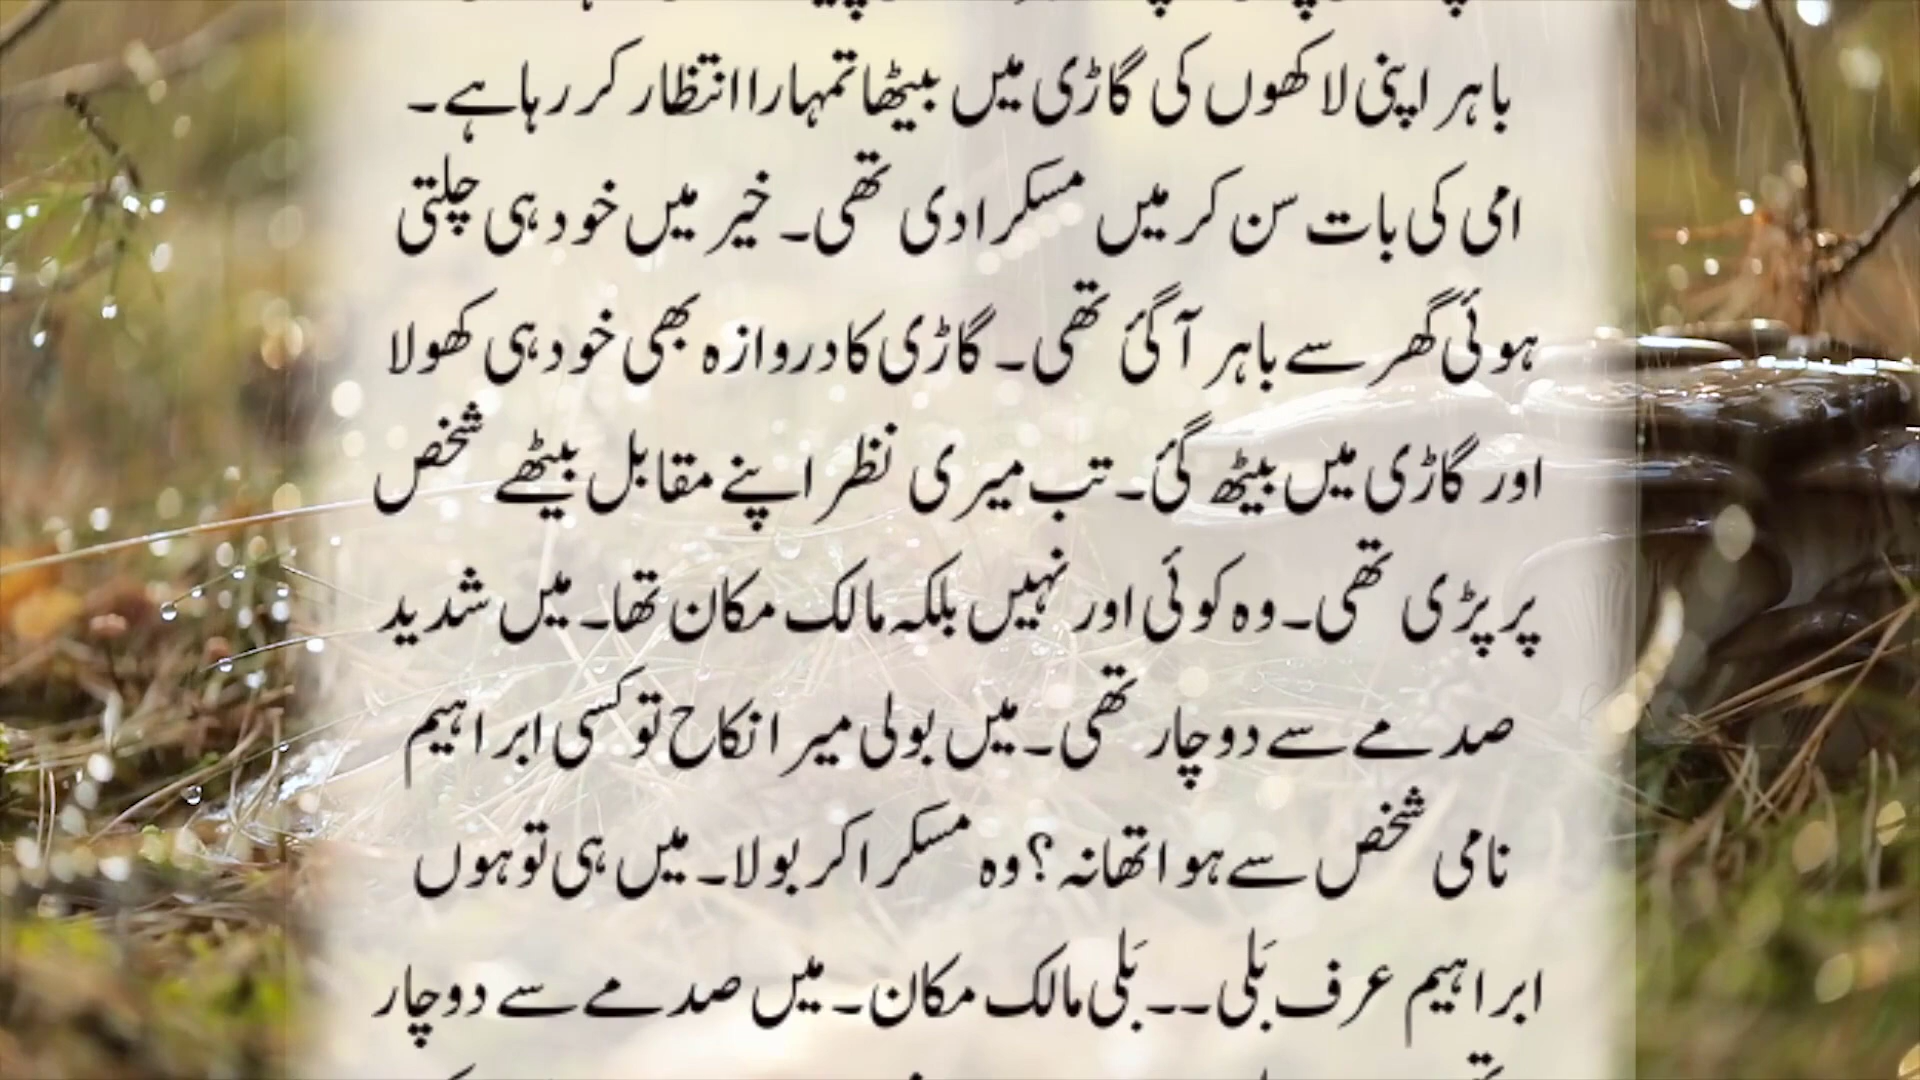 باہر اپنی لاکھوں کی گاڑی میں بیٹھا تمہارا انتظار کر رہا ہے۔
امی کی بات سن کر میں مسکرا دی تھی۔ خیر میں خود ہی چلتی
ہوئی گھر سے باہر آ گئی تھی۔ گاڑی کا دروازہ بھی خود ہی کھولا
اور گاڑی میں بیٹھ گئی۔ تب میری نظر اپنے مقابل بیٹھے شخص
پر پڑی تھی۔ وہ کوئی اور نہیں بلکہ مالک مکان تھا۔ میں شدید
صدمے سے دوچار تھی۔ میں بولی میرا نکاح تو کسی ابراہیم
نامی شخص سے ہوا تھا نہ؟ وہ مسکرا کر بولا۔ میں ہی تو ہوں
ابراہیم عرف بَلی۔۔ بَلی مالک مکان۔ میں صدمے سے دوچار